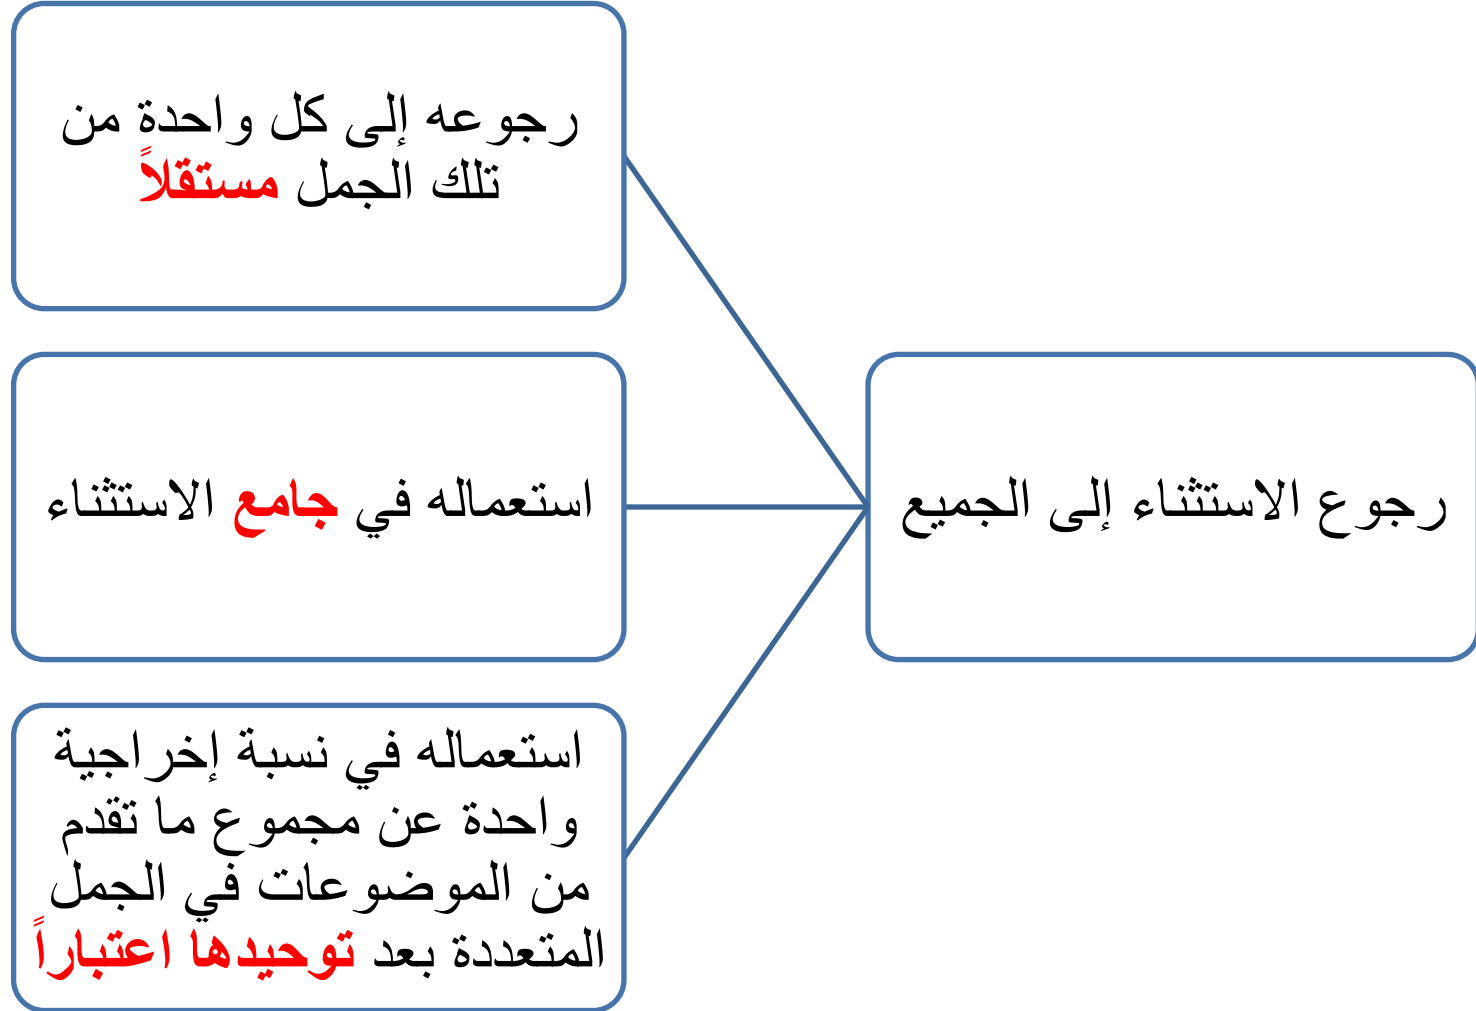 رجوع الاستثناء إلى الجميع
رجوعه إلى كل واحدة من
تلك الجمل مستقلاً
استعماله في جامع الاستثناء
استعماله في نسبة إخراجية
واحدة عن مجموع ما تقدم
من الموضوعات في الجمل
المتعددة بعد توحيدها اعتباراً